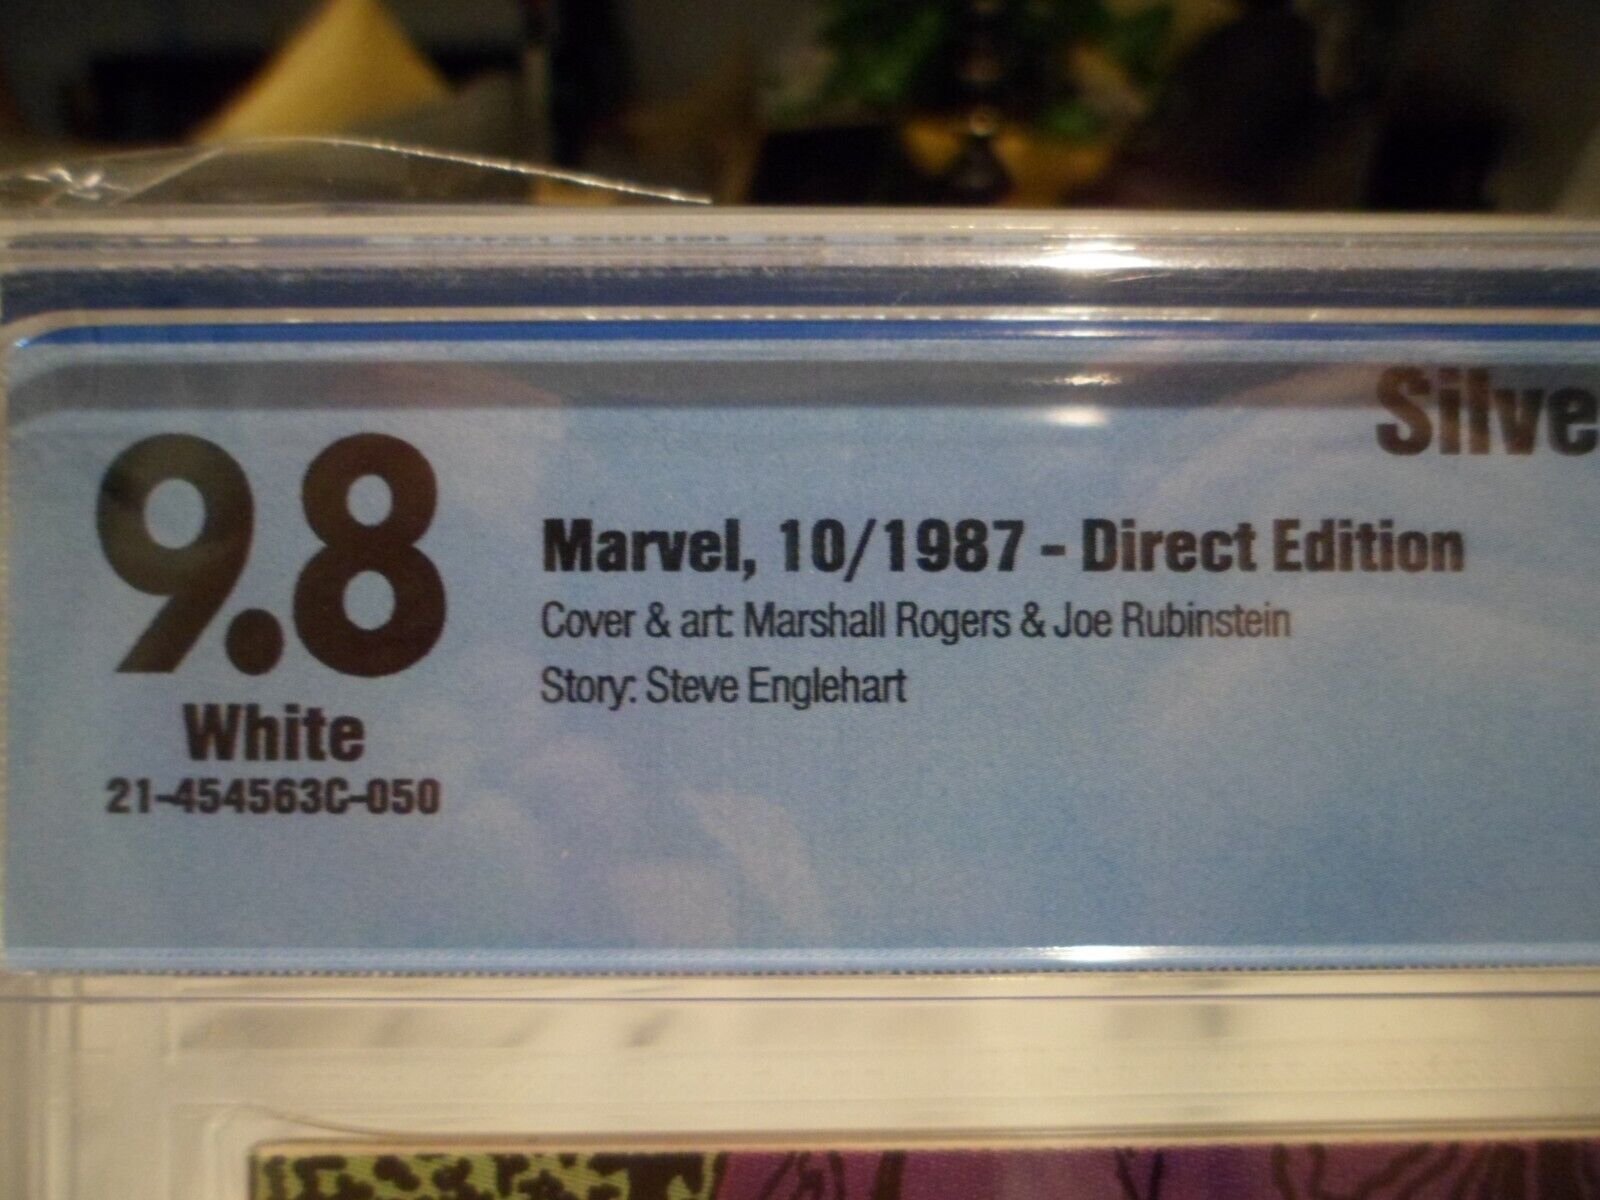 Silve
9.8
Marvel, 10/1987 - Direct Edition
Cover & art: Marshall Rogers & Joe Rubinstein
Story: Steve Englehart
White
21-454563C-050